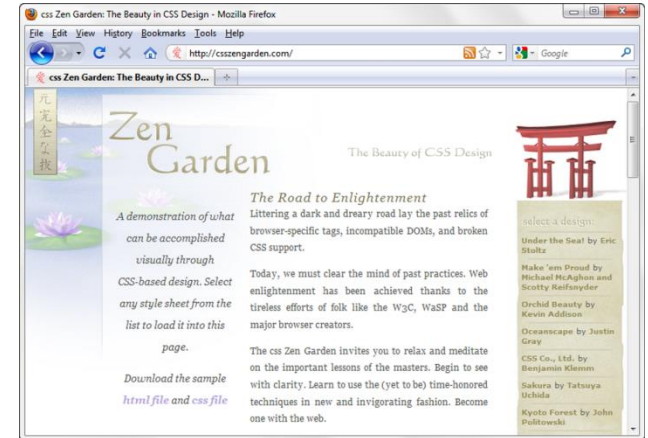 css Zen Garden: The Beauty in CSS Design - Mozilla Firefox
File Edit View History Bookmarks Tools Help
http://csszengarden.com/
Google
css Zen Garden: The Beauty in CSS D...
Zen
Garden
The Beauty of CSS Design
A demonstration of what
can be accomplished
visually through
CSS-based design. Select
any style sheet from the
list to load it into this
page.
Download the sample
html file and css file
The Road to Enlightenment
Littering a dark and dreary road lay the past relics of
browser-specific tags, incompatible DOMs, and broken
CSS support.
Today, we must clear the mind of past practices. Web
enlightenment has been achieved thanks to the
tireless efforts of folk like the W3C, WaSP and the
major browser creators.
The css Zen Garden invites you to relax and meditate
on the important lessons of the masters. Begin to see
with clarity. Learn to use the (yet to be) time-honored
techniques in new and invigorating fashion. Become
one with the web.
select a design:
Under the Sea! by Eric
Stoltz
Make 'em Proud by
Michael McAghon and
Scotty Reifsnyder
Orchid Beauty by
Kevin Addison
Oceanscape by Justin
Gray
CSS Co., Ltd. by
Benjamin Klemm
Sakura by Tatsuya
Uchida
Kyoto Forest by John
Politowski